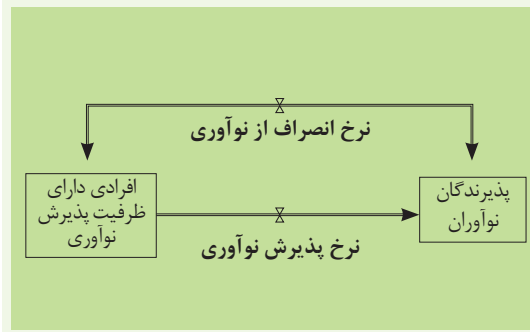 نرخ انصراف از نوآوری
افرادی دارای
ظرفیت پذیرش
نوآوری
پذیرندگان
نوآوران
نرخ پذیرش نوآوری